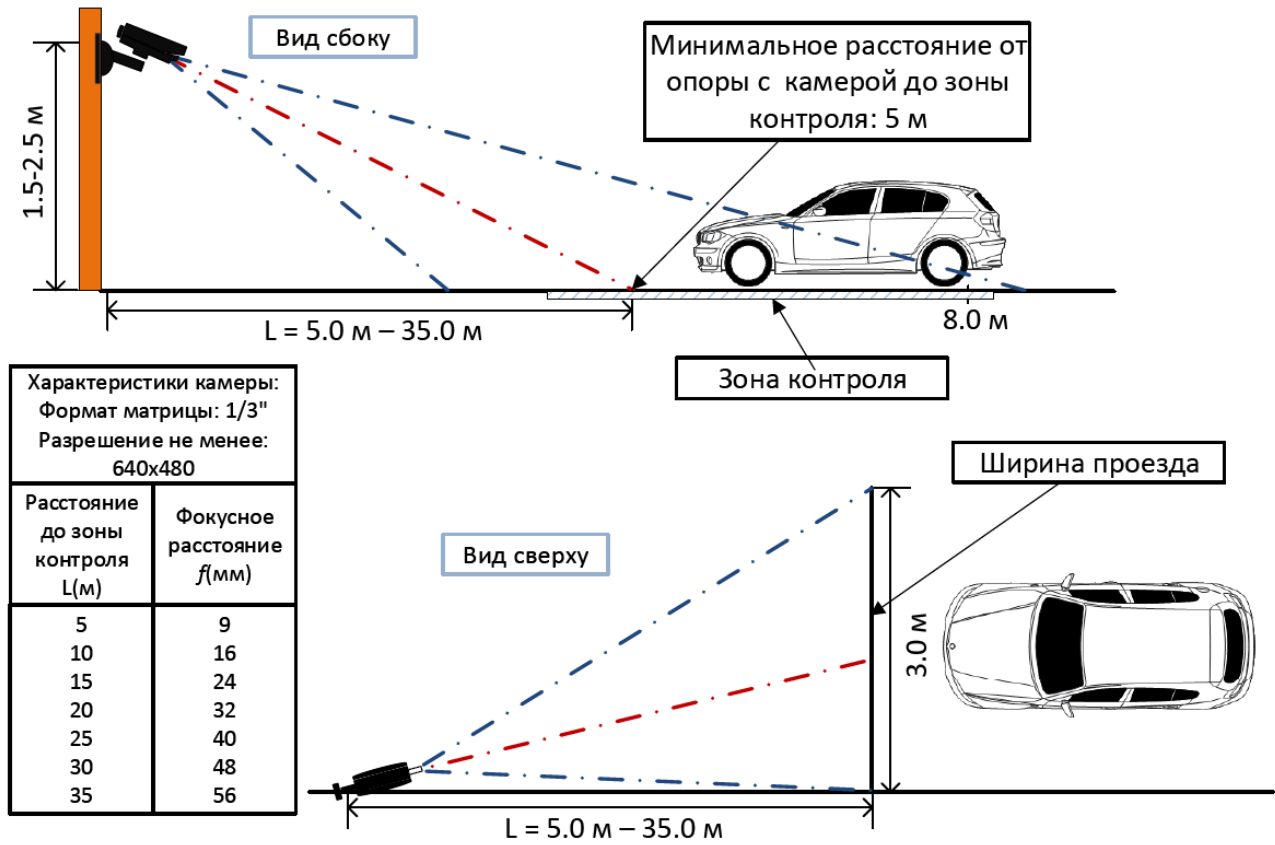 Вид сбоку
Минимальное расстояние от
опоры с камерой до зоны
контроля: 5 м
1.5-2.5 м
L = 5.0 м – 35.0 м
8.0 м
Зона контроля
Характеристики камеры:
Формат матрицы: 1/3"
Разрешение не менее:
640x480
Расстояние
до зоны
контроля
L(м)
Фокусное
расстояние
f(мм)
5 9
10 16
15 24
20 32
25 40
30 48
35 56
Ширина проезда
Вид сверху
3.0 м
L = 5.0 м – 35.0 м